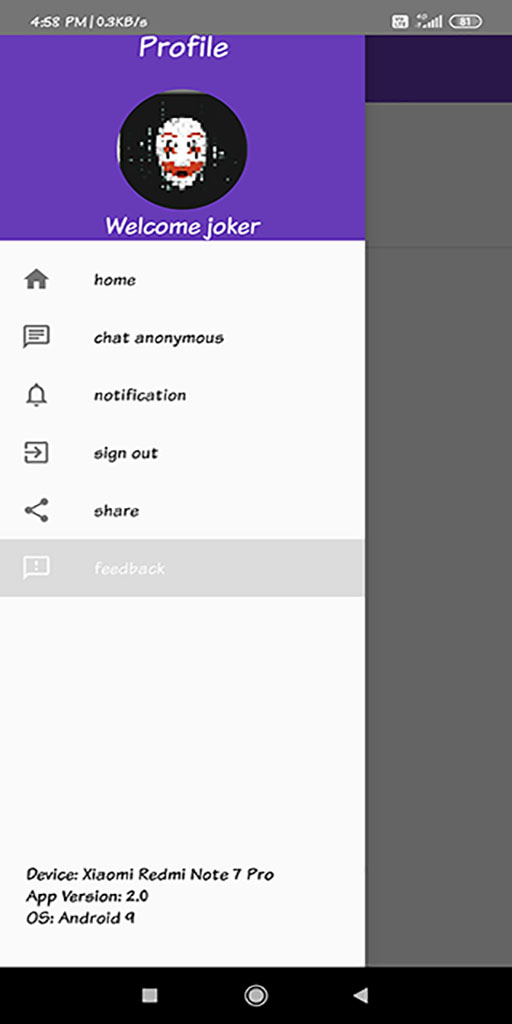 4:58 PM | 0.3KB/s 81
Profile
Welcome joker
home
chat anonymous
notification
sign out
share
feedback
Device: Xiaomi Redmi Note 7 Pro
App Version: 2.0
OS: Android 9